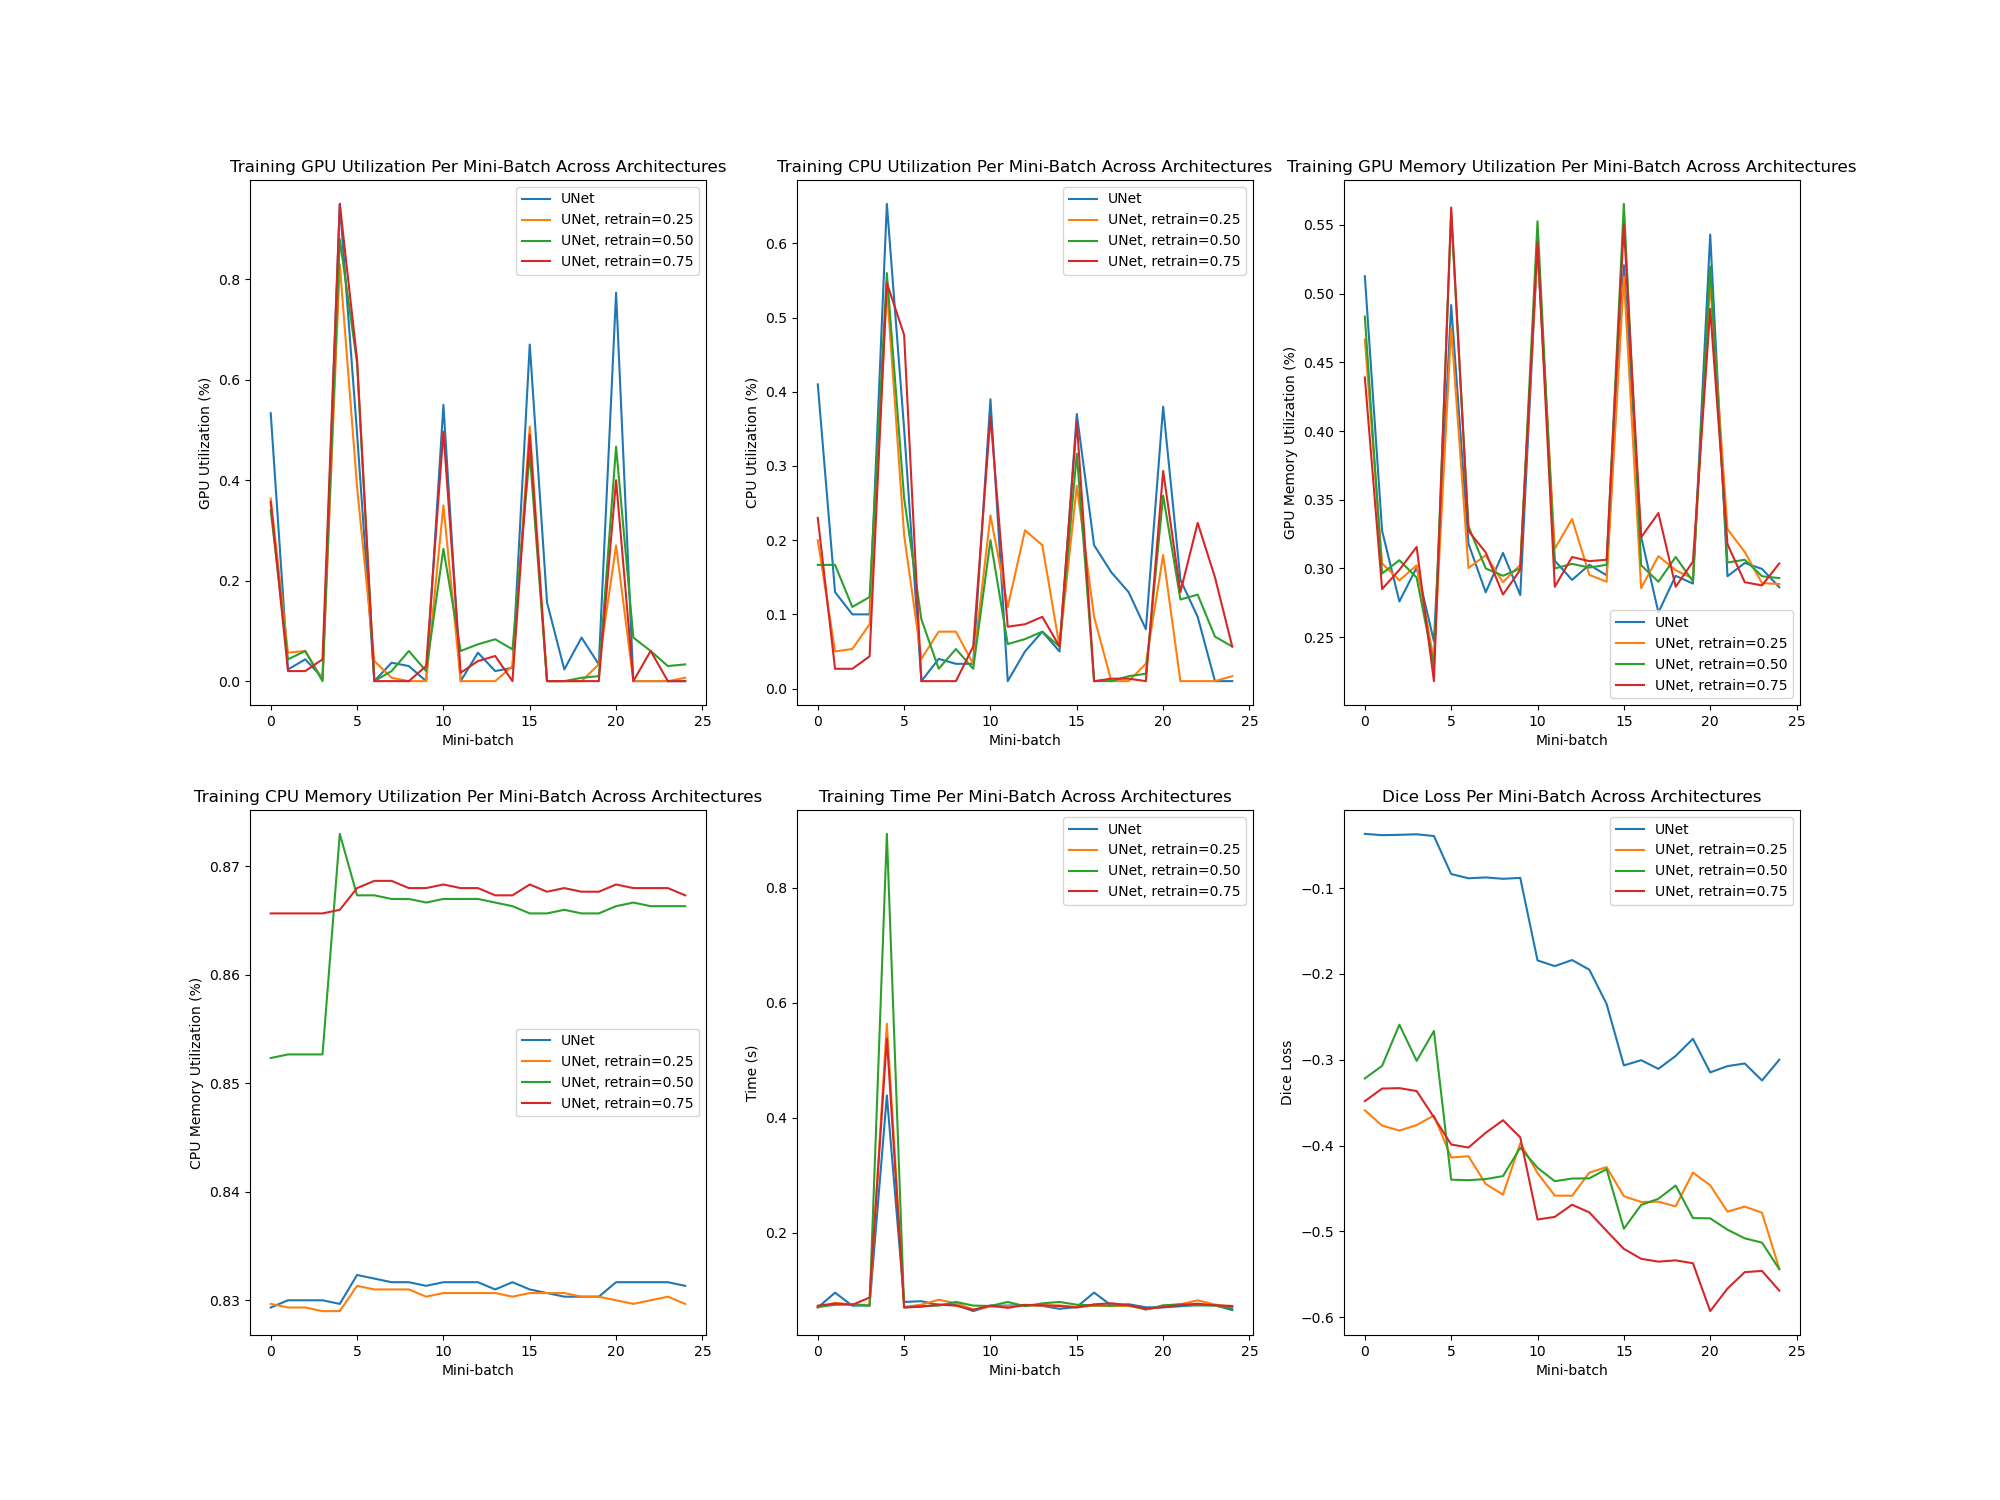 Training GPU Utilization Per Mini-Batch Across Architectures
GPU Utilization (%)
0.8
0.6
0.4
0.2
0.0
UNet
UNet, retrain=0.25
UNet, retrain=0.50
UNet, retrain=0.75
0 5 10 15 20 25
Mini-batch
Training CPU Utilization Per Mini-Batch Across Architectures
CPU Utilization (%)
0.6
0.5
0.4
0.3
0.2
0.1
0.0
UNet
UNet, retrain=0.25
UNet, retrain=0.50
UNet, retrain=0.75
0 5 10 15 20 25
Mini-batch
Training GPU Memory Utilization Per Mini-Batch Across Architectures
GPU Memory Utilization (%)
0.55
0.50
0.45
0.40
0.35
0.30
0.25
UNet
UNet, retrain=0.25
UNet, retrain=0.50
UNet, retrain=0.75
0 5 10 15 20 25
Mini-batch
Training CPU Memory Utilization Per Mini-Batch Across Architectures
CPU Memory Utilization (%)
0.87
0.86
0.85
0.84
0.83
UNet
UNet, retrain=0.25
UNet, retrain=0.50
UNet, retrain=0.75
0 5 10 15 20 25
Mini-batch
Training Time Per Mini-Batch Across Architectures
Time (s)
0.8
0.6
0.4
0.2
UNet
UNet, retrain=0.25
UNet, retrain=0.50
UNet, retrain=0.75
0 5 10 15 20 25
Mini-batch
Dice Loss Per Mini-Batch Across Architectures
Dice Loss
−0.1
−0.2
−0.3
−0.4
−0.5
−0.6
UNet
UNet, retrain=0.25
UNet, retrain=0.50
UNet, retrain=0.75
0 5 10 15 20 25
Mini-batch